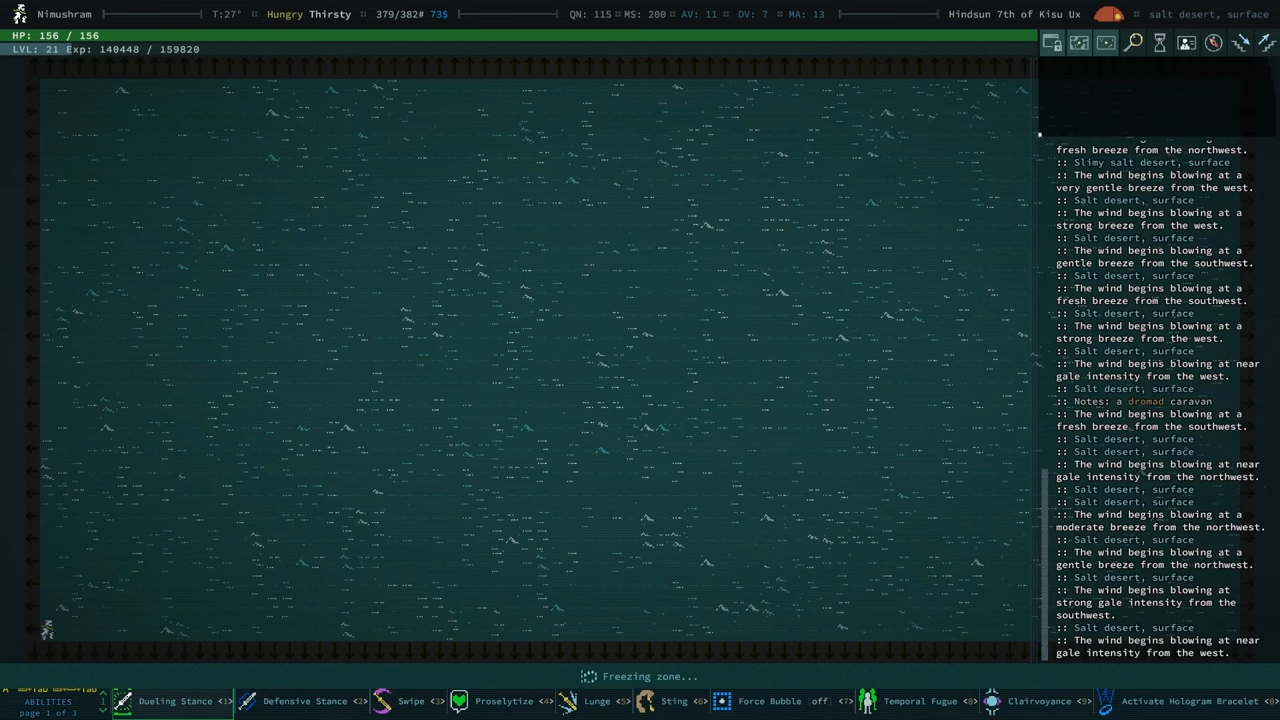 Nimushram T:27° Hungry Thirsty 379/382# 73$ QN: 115 MS: 200 AV: 11 DV: 7 MA: 13 Hindsun 7th of Kisu Ux salt desert, surface
HP: 156 / 156
LVL: 21 Exp: 140448 / 159820
fresh breeze from the northwest.
:: Slimy salt desert, surface
:: The wind begins blowing at a
very gentle breeze from the west.
:: Salt desert, surface
:: The wind begins blowing at a
strong breeze from the west.
:: Salt desert, surface
:: The wind begins blowing at a
gentle breeze from the southwest.
:: Salt desert, surface
:: The wind begins blowing at a
fresh breeze from the southwest.
:: Salt desert, surface
:: The wind begins blowing at a
strong breeze from the west.
:: Salt desert, surface
:: The wind begins blowing at near
gale intensity from the west.
:: Salt desert, surface
:: Notes: a dromad caravan
:: The wind begins blowing at a
fresh breeze from the southwest.
:: Salt desert, surface
:: Salt desert, surface
:: The wind begins blowing at near
gale intensity from the northwest.
:: Salt desert, surface
:: Salt desert, surface
:: The wind begins blowing at a
moderate breeze from the northwest.
:: Salt desert, surface
:: The wind begins blowing at a
gentle breeze from the northwest.
:: Salt desert, surface
:: The wind begins blowing at
strong gale intensity from the
southwest.
:: Salt desert, surface
:: The wind begins blowing at near
gale intensity from the west.
Freezing zone...
ABILITIES 1
page 1 of 3
Dueling Stance <1> Defensive Stance <2> Swipe <3> Proselytize <4> Lunge <5> Sting <6> Force Bubble [off] <7> Temporal Fugue <8> Clairvoyance <9> Activate Hologram Bracelet <0>